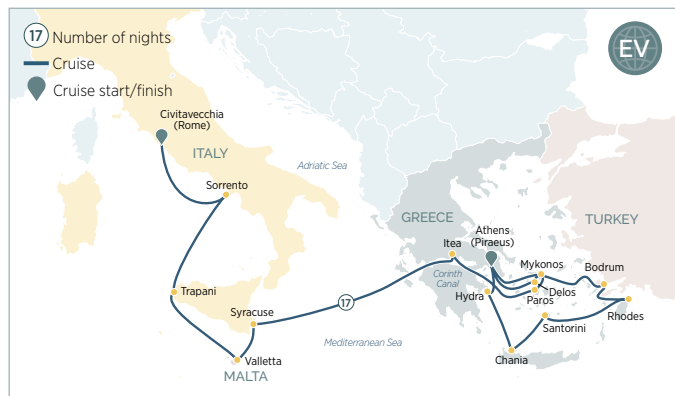 17 Number of nights
Cruise
Cruise start/finish
EV
Civitavecchia
(Rome)
ITALY
Adriatic Sea
Sorrento
GREECE
Athens
(Piraeus)
TURKEY
Itea
Mykonos
Bodrum
Corinth
Canal
Trapani
Hydra
Delos
Paros
17
Syracuse
Rhodes
Santorini
Mediterranean Sea
Valletta
Chania
MALTA